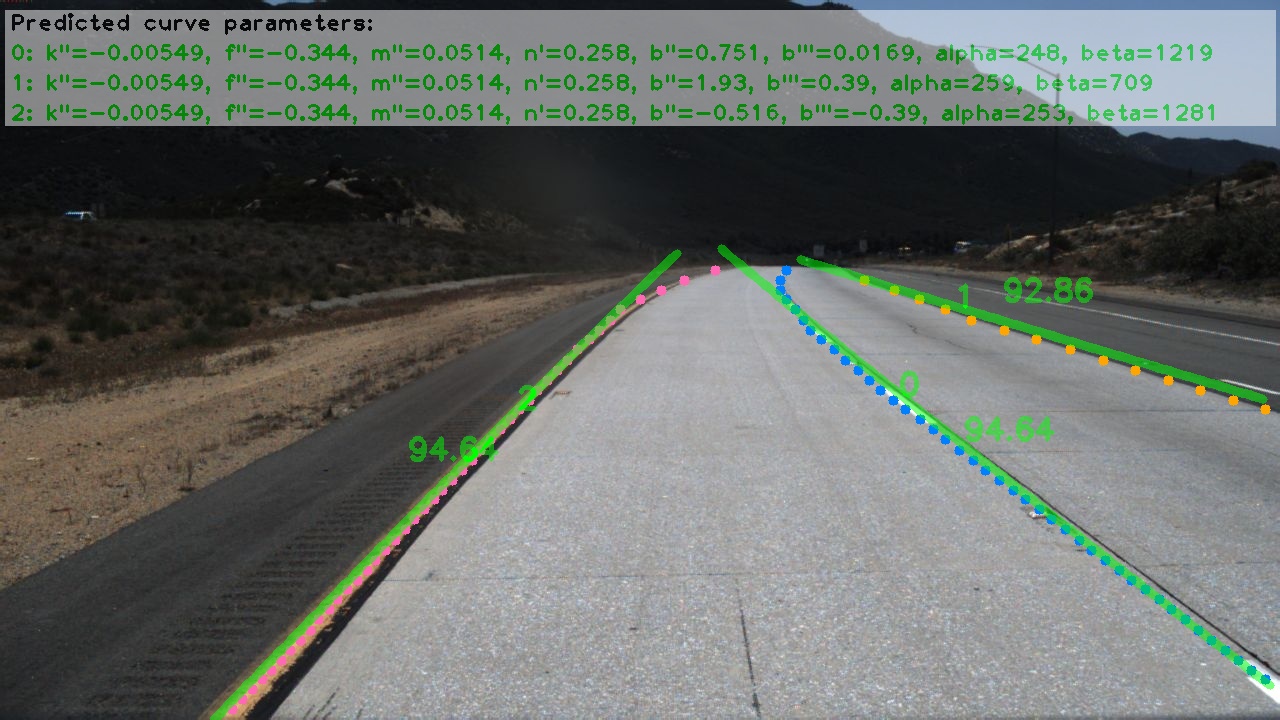 Predicted curve parameters:
0: k''=-0.00549, f''=-0.344, m''=0.0514, n'=0.258, b''=0.751, b'''=0.0169, alpha=248, beta=1219
1: k''=-0.00549, f''=-0.344, m''=0.0514, n'=0.258, b''=1.93, b'''=0.39, alpha=259, beta=709
2: k''=-0.00549, f''=-0.344, m''=0.0514, n'=0.258, b''=-0.516, b'''=-0.39, alpha=253, beta=1281
1 92.86
0
2
94.64
94.64